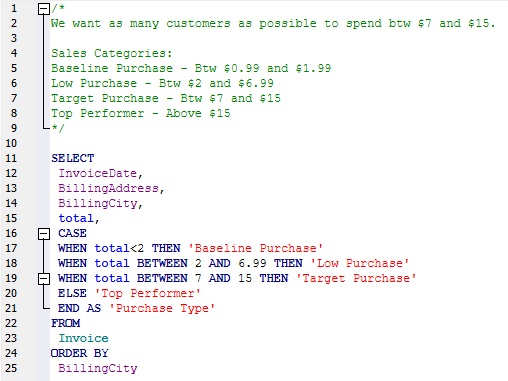 1 /*
2 We want as many customers as possible to spend btw $7 and $15.
3
4 Sales Categories:
5 Baseline Purchase - Btw $0.99 and $1.99
6 Low Purchase - Btw $2 and $6.99
7 Target Purchase - Btw $7 and $15
8 Top Performer - Above $15
9 */
10
11 SELECT
12 InvoiceDate,
13 BillingAddress,
14 BillingCity,
15 total,
16 CASE
17 WHEN total<2 THEN 'Baseline Purchase'
18 WHEN total BETWEEN 2 AND 6.99 THEN 'Low Purchase'
19 WHEN total BETWEEN 7 AND 15 THEN 'Target Purchase'
20 ELSE 'Top Performer'
21 END AS 'Purchase Type'
22 FROM
23 Invoice
24 ORDER BY
25 BillingCity